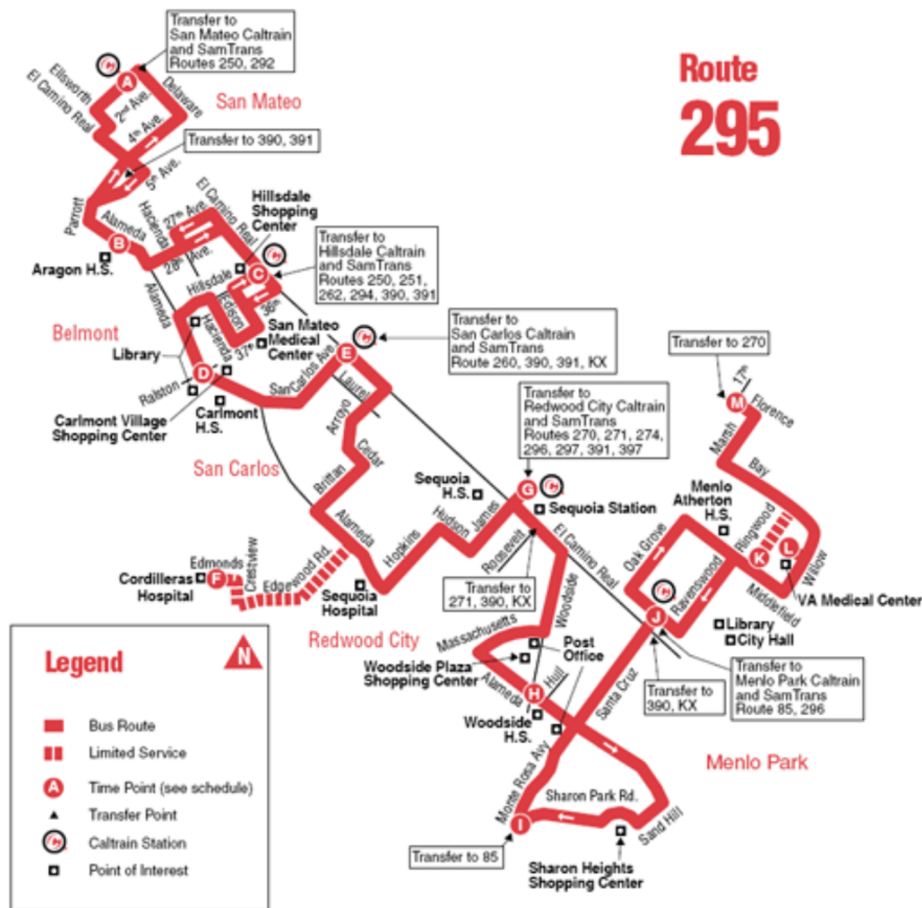 Route
295
Transfer to
San Mateo Caltrain
and SamTrans
Routes 250, 292
A
Ellsworth
El Camino Real
2nd Ave.
4th Ave.
Delaware
San Mateo
Transfer to 390, 391
5th Ave.
Parrott
Alameda
B
Aragon H.S.
Hacienda
27th Ave.
28th Ave.
El Camino Real
Hillsdale
Shopping
Center
C
Transfer to
Hillsdale Caltrain
and SamTrans
Routes 250, 251,
262, 294, 390, 391
Hillsdale
Edison
Hacienda
37th
Alameda
Belmont
Library
San Mateo
Medical
Center
D
Ralston
Carlmont Village
Shopping Center
Carlmont
H.S.
SanCarlos Ave.
E
Transfer to
San Carlos Caltrain
and SamTrans
Route 260, 390, 391, KX
Laurel
Arroyo
Cedar
Brittan
San Carlos
Alameda
Transfer to
Redwood City Caltrain
and SamTrans
Routes 270, 271, 274,
296, 297, 391, 397
G
Sequoia
H.S.
Sequoia Station
Hopkins
Hudson
James
Roosevelt
El Camino Real
Transfer to
271, 390, KX
Edmonds
F
Cordilleras
Hospital
Crestview
Edgewood Rd.
Sequoia
Hospital
Redwood City
Woodside
Massachusetts
Post
Office
Woodside Plaza
Shopping Center
Alameda
H
Hull
Woodside
H.S.
Transfer to 270
17th
M
Florence
Marsh
Bay
Menlo
Atherton
H.S.
Ringwood
K
L
Willow
VA Medical Center
Middlefield
Oak Grove
Ravenswood
J
Library
City Hall
Transfer to
Menlo Park Caltrain
and SamTrans
Route 85, 296
Transfer to
390, KX
Santa Cruz
Menlo Park
Monte Rosa Avy
Sharon Park Rd.
Sand Hill
I
Transfer to 85
Sharon Heights
Shopping Center
Legend
N
Bus Route
Limited Service
A
Time Point (see schedule)
Transfer Point
Caltrain Station
Point of Interest